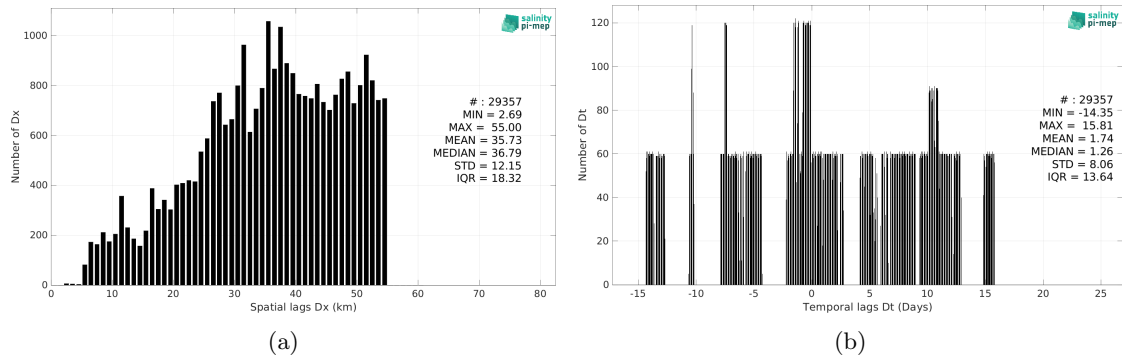 salinity
pi-mep
1000
800
600
400
200
0
Number of Dx
# : 29357
MIN = 2.69
MAX = 55.00
MEAN = 35.73
MEDIAN = 36.79
STD = 12.15
IQR = 18.32
0 10 20 30 40 50 60 70 80
Spatial lags Dx (km)
(a)
salinity
pi-mep
120
100
80
60
40
20
0
Number of Dt
# : 29357
MIN = -14.35
MAX = 15.81
MEAN = 1.74
MEDIAN = 1.26
STD = 8.06
IQR = 13.64
-15 -10 -5 0 5 10 15 20 25
Temporal lags Dt (Days)
(b)